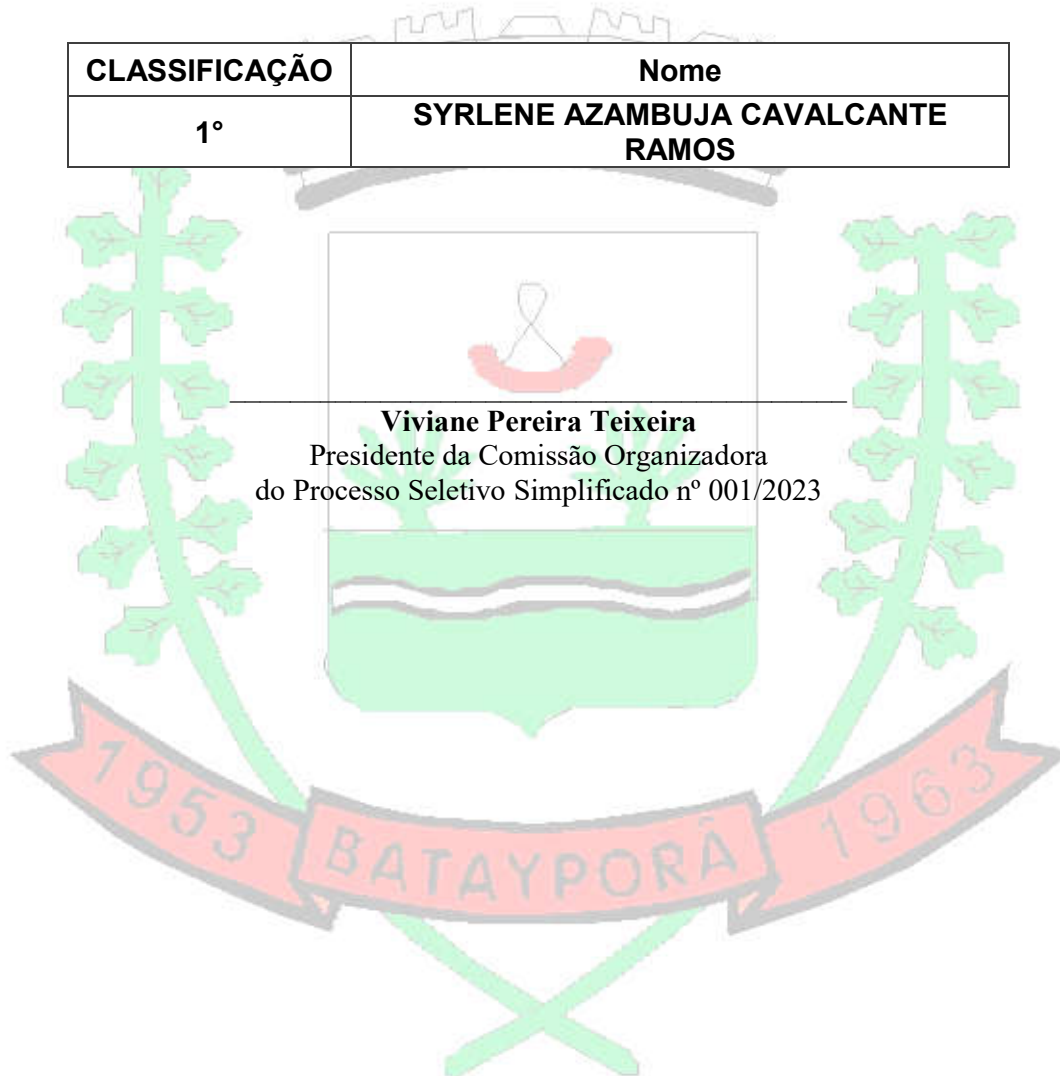 CLASSIFICAÇÃO Nome
1° SYRLENE AZAMBUJA CAVALCANTE
RAMOS
Viviane Pereira Teixeira
Presidente da Comissão Organizadora
do Processo Seletivo Simplificado nº 001/2023
1953 BATAYPORÃ 1963